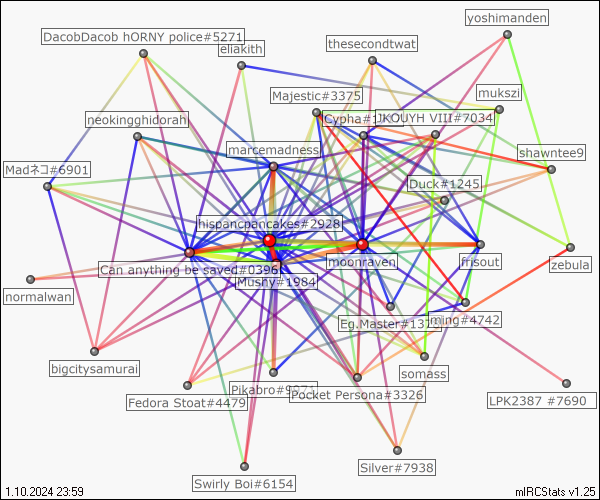 yoshimanden
DacobDacob hORNY police#5271
eliakith
thesecondtwat
Majestic#3375
mukszi
neokingghidorah
Cypha#1
JKOUYH VIII#7034
marcemadness
shawntee9
Madネコ#6901
Duck#1245
hispancpancakes#2928
moonraven
frisout
zebula
Can anything be saved#0396
Mushy#1984
normalwan
Eg.Master#131
ming#4742
bigcitysamurai
somass
Pikabro#9971
Pocket Persona#3326
Fedora Stoat#4479
LPK2387 #7690
Silver#7938
Swirly Boi#6154
1.10.2024 23:59
mIRCStats v1.25